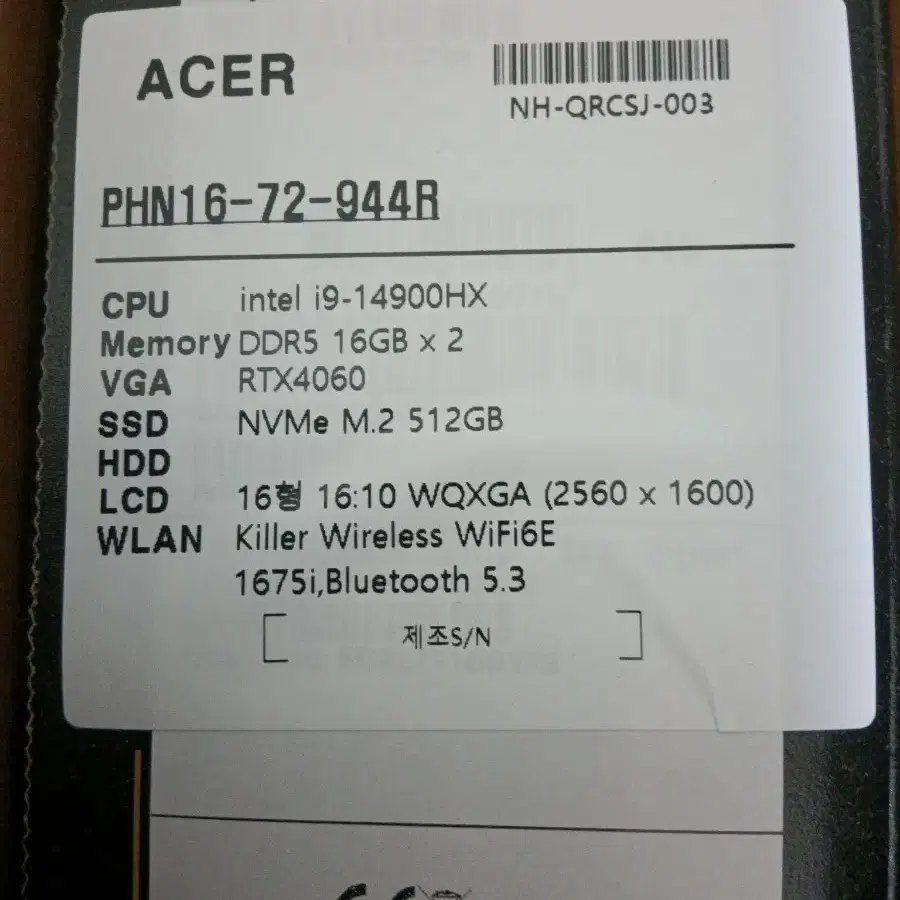 ACER
NH-QRCSJ-003
PHN16-72-944R
CPU intel i9-14900HX
Memory DDR5 16GB x 2
VGA RTX4060
SSD NVMe M.2 512GB
HDD
LCD 16형 16:10 WQXGA (2560 x 1600)
WLAN Killer Wireless WiFi6E
1675i,Bluetooth 5.3
제조S/N